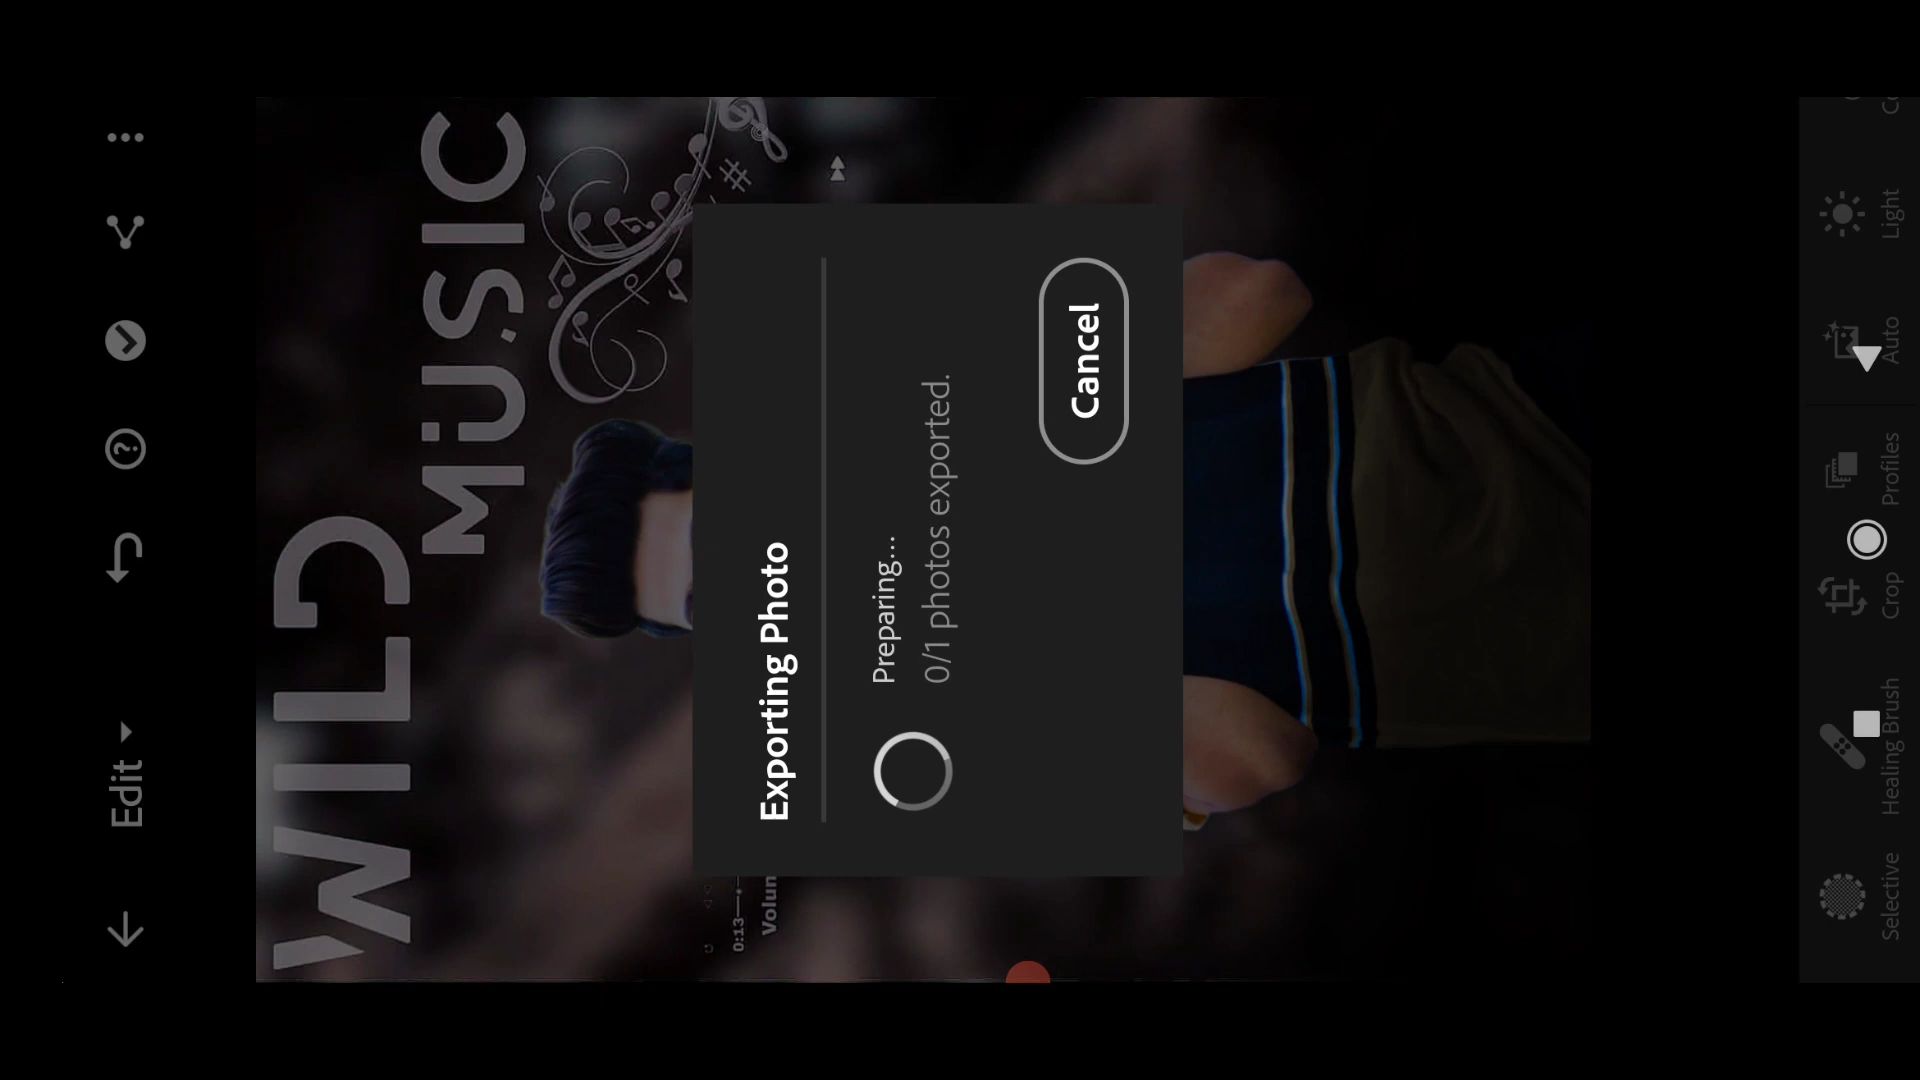 Edit
WILD
MUSIC
0:13
Exporting Photo
Preparing...
0/1 photos exported.
Cancel
Selective
Healing Brush
Crop
Profiles
Auto
Light